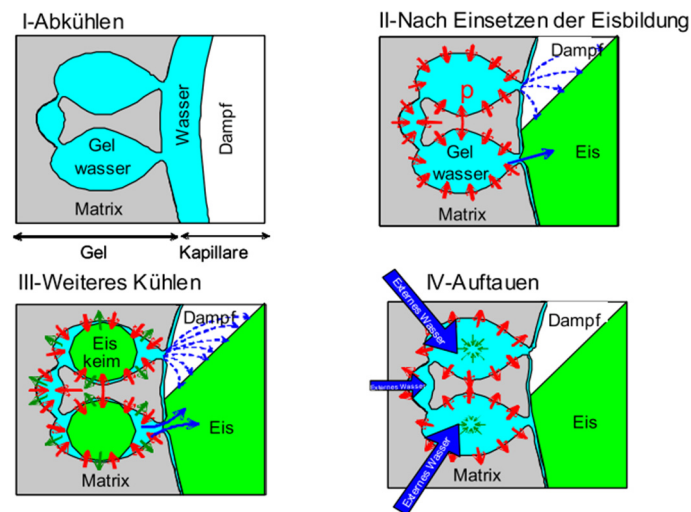 I-Abkühlen
Wasser
Dampf
Gel
wasser
Matrix
Gel
Kapillare
II-Nach Einsetzen der Eisbildung
Dampf
p
Gel
wasser
Eis
Matrix
III-Weiteres Kühlen
Dampf
Eis
keim
Eis
Matrix
IV-Auftauen
Externes Wasser
Dampf
Externes Wasser
Eis
Externes Wasser
Matrix